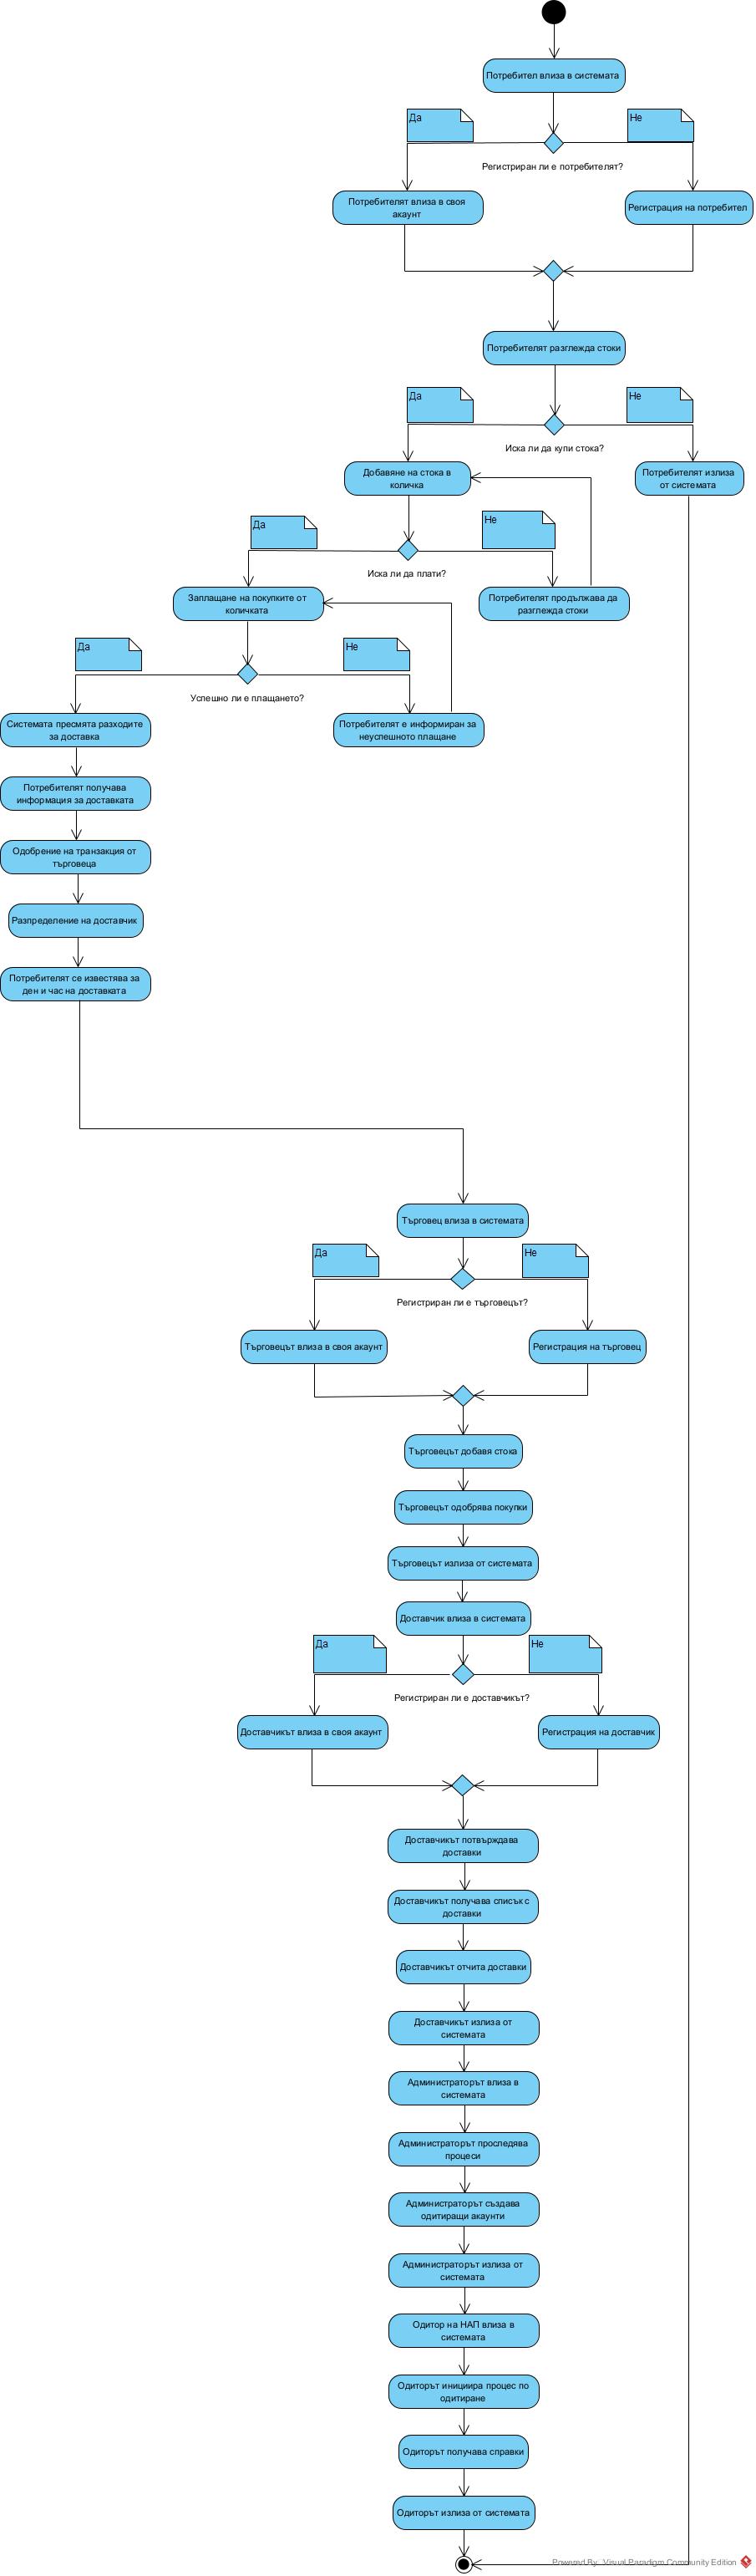 Потребител влиза в системата
Да
Не
Регистриран ли е потребителят?
Потребителят влиза в своя
акаунт
Регистрация на потребител
Потребителят разглежда стоки
Да
Не
Иска ли да купи стока?
Добавяне на стока в
количка
Потребителят излиза
от системата
Да
Не
Иска ли да плати?
Заплащане на покупките от
количката
Потребителят продължава да
разглежда стоки
Да
Не
Успешно ли е плащането?
Системата пресмята разходите
за доставка
Потребителят е информиран за
неуспешното плащане
Потребителят получава
информация за доставката
Одобрение на транзакция от
търговеца
Разпределение на доставчик
Потребителят се известява за
ден и час на доставката
Търговец влиза в системата
Да
Не
Регистриран ли е търговецът?
Търговецът влиза в своя акаунт
Регистрация на търговец
Търговецът добавя стока
Търговецът одобрява покупки
Търговецът излиза от системата
Доставчик влиза в системата
Да
Не
Регистриран ли е доставчикът?
Доставчикът влиза в своя акаунт
Регистрация на доставчик
Доставчикът потвърждава
доставки
Доставчикът получава списък с
доставки
Доставчикът отчита доставки
Доставчикът излиза от
системата
Администраторът влиза в
системата
Администраторът проследява
процеси
Администраторът създава
одитиращи акаунти
Администраторът излиза от
системата
Одитор на НАП влиза в
системата
Одиторът инициира процес по
одитиране
Одиторът получава справки
Одиторът излиза от системата
Powered By Visual Paradigm Community Edition